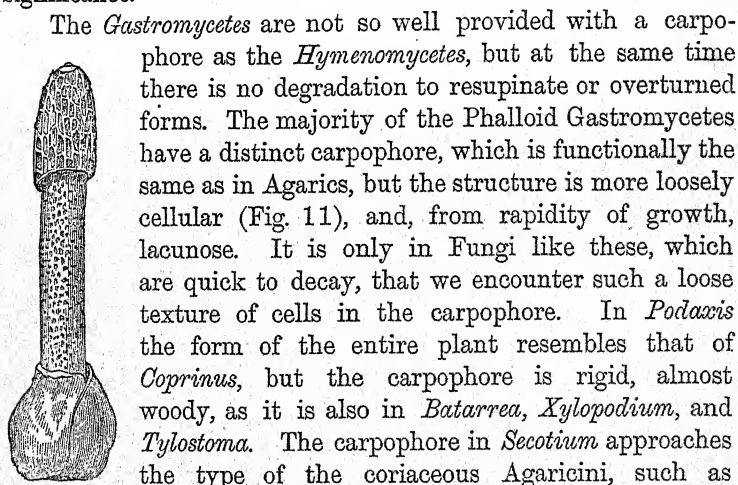 The Gastromycetes are not so well provided with a carpo-
phore as the Hymenomycetes, but at the same time
there is no degradation to resupinate or overturned
forms. The majority of the Phalloid Gastromycetes
have a distinct carpophore, which is functionally the
same as in Agarics, but the structure is more loosely
cellular (Fig. 11), and, from rapidity of growth,
lacunose. It is only in Fungi like these, which
are quick to decay, that we encounter such a loose
texture of cells in the carpophore. In Podaxis
the form of the entire plant resembles that of
Coprinus, but the carpophore is rigid, almost
woody, as it is also in Batarrea, Xylopodium, and
Tylostoma. The carpophore in Secotium approaches
the type of the coriaceous Agaricini, such as